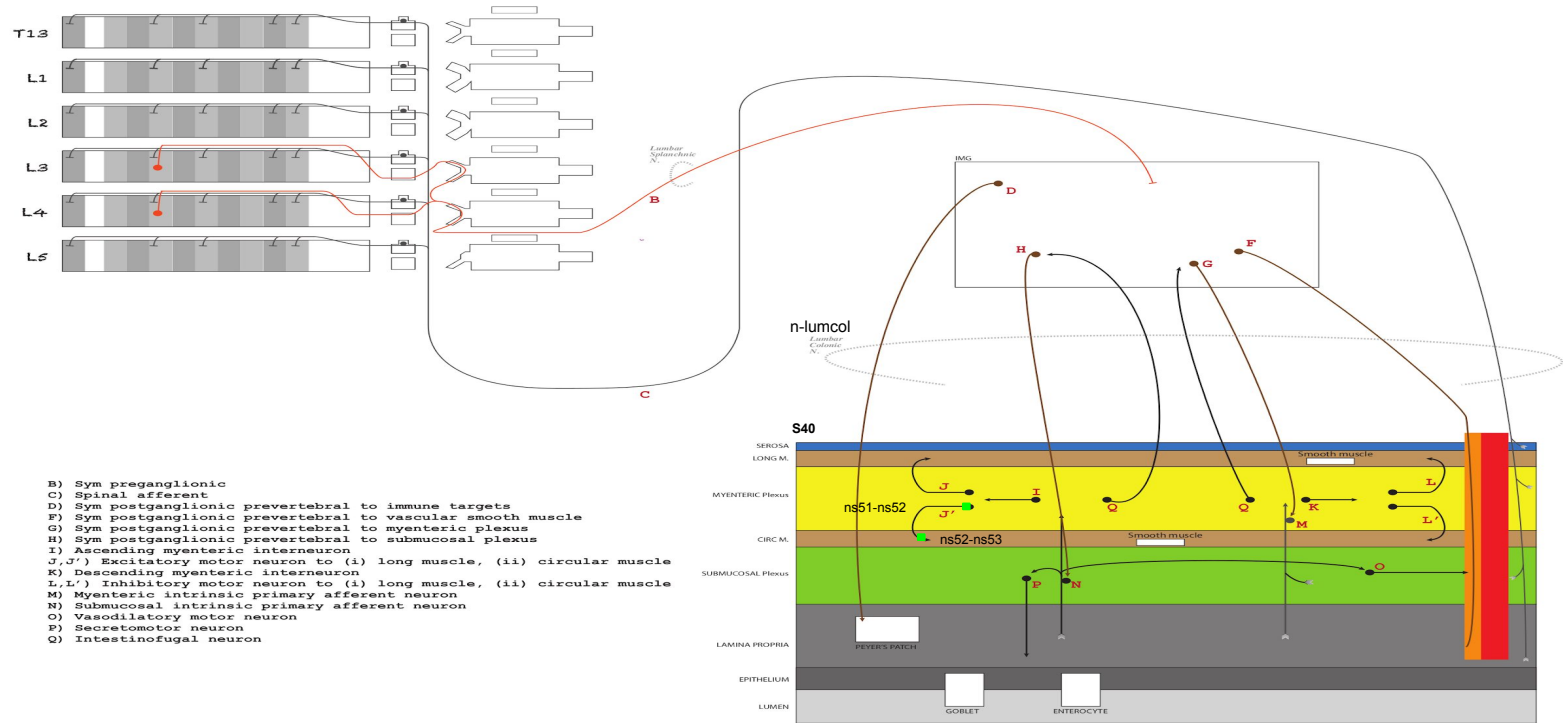 T13
L1
L2
L3
L4
L5
Lumbar
Splanchnic
N.
B
C
IMG
D
H
G
F
n-lumcol
Lumbar
Colonic
N.
S40
SEROSA
LONG M.
Smooth muscle
MYENTERIC Plexus
J
I
Q
Q
K
L
ns51-ns52
J'
M
L'
CIRC M.
ns52-ns53
Smooth muscle
SUBMUCOSAL Plexus
P
N
O
LAMINA PROPRIA
PEYER'S PATCH
EPITHELIUM
LUMEN
GOBLET
ENTEROCYTE
B) Sym preganglionic
C) Spinal afferent
D) Sym postganglionic prevertebral to immune targets
F) Sym postganglionic prevertebral to vascular smooth muscle
G) Sym postganglionic prevertebral to myenteric plexus
H) Sym postganglionic prevertebral to submucosal plexus
I) Ascending myenteric interneuron
J,J') Excitatory motor neuron to (i) long muscle, (ii) circular muscle
K) Descending myenteric interneuron
L,L') Inhibitory motor neuron to (i) long muscle, (ii) circular muscle
M) Myenteric intrinsic primary afferent neuron
N) Submucosal intrinsic primary afferent neuron
O) Vasodilatory motor neuron
P) Secretomotor neuron
Q) Intestinofugal neuron